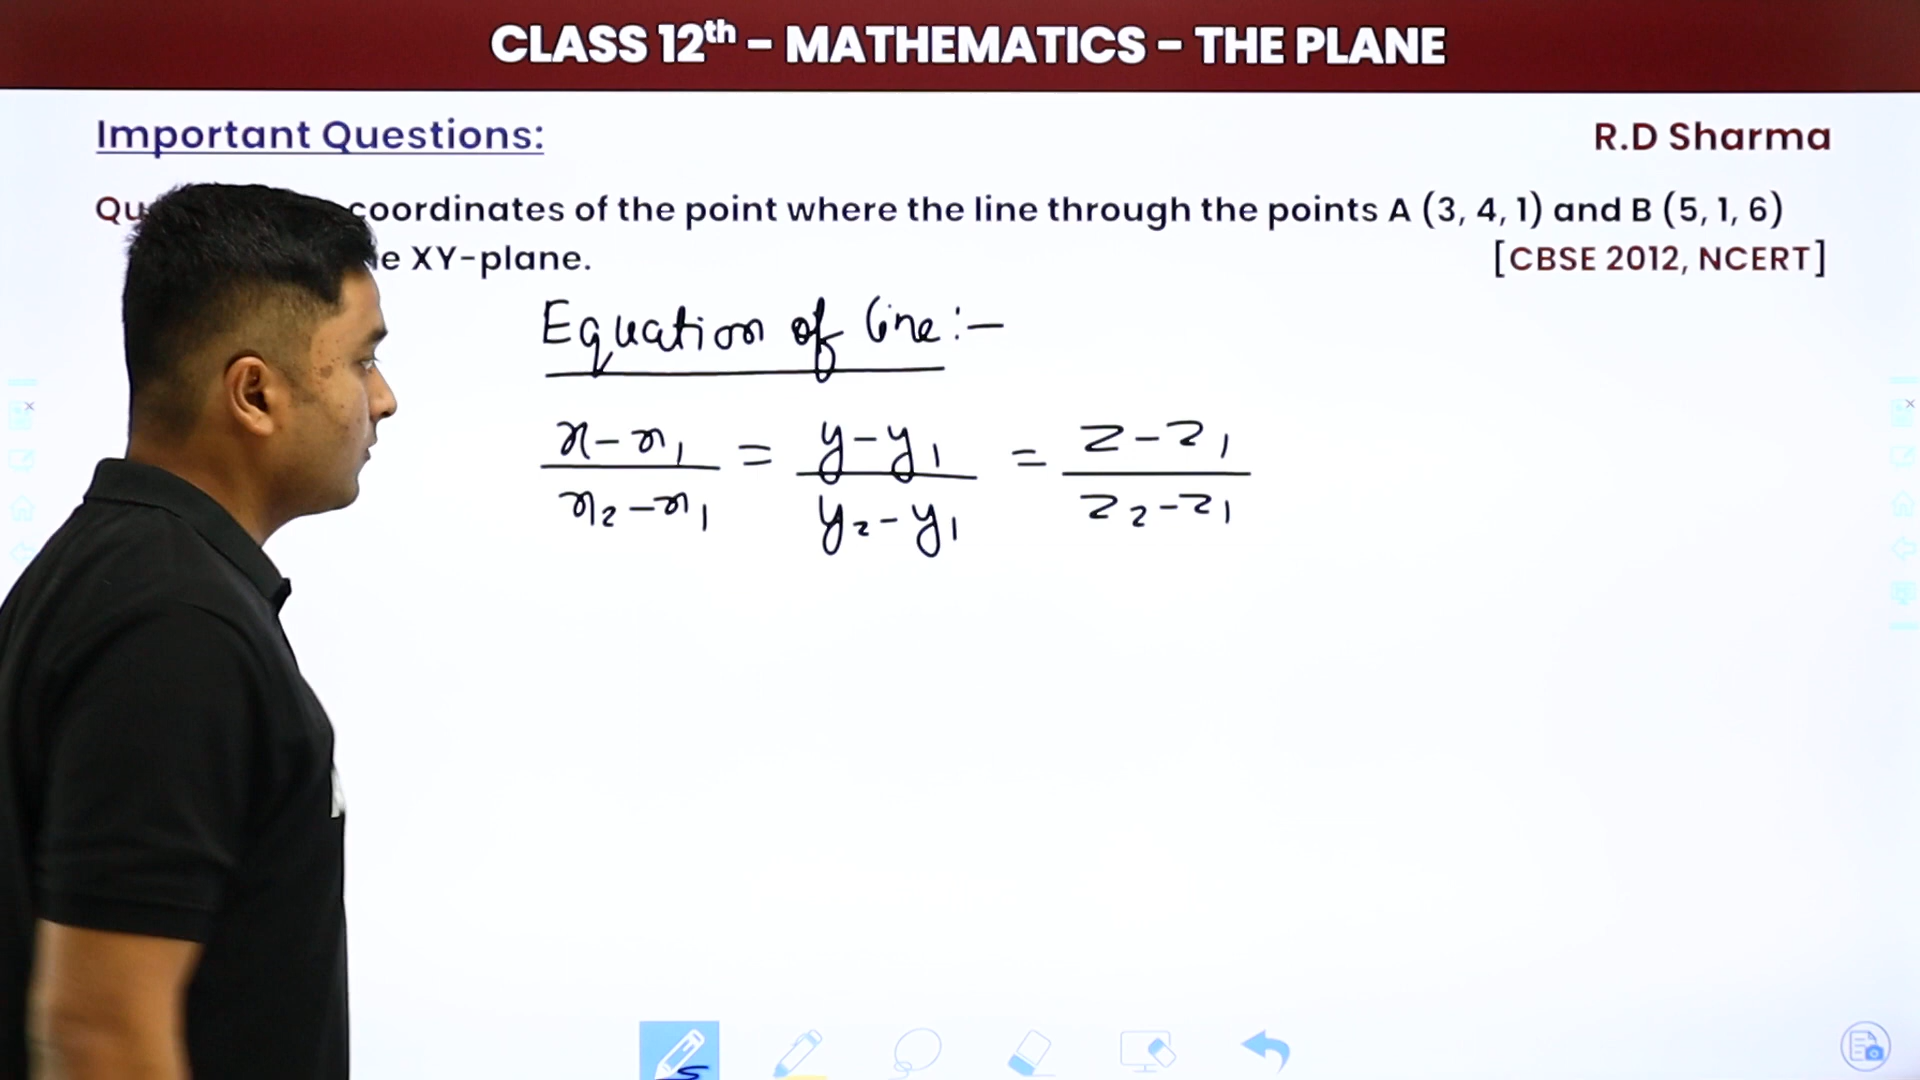 CLASS 12th - MATHEMATICS - THE PLANE
Important Questions:
R.D Sharma
coordinates of the point where the line through the points A (3, 4, 1) and B (5, 1, 6)
XY-plane.
[CBSE 2012, NCERT]
Equation of line :-
x - x₁ / x₂ - x₁ = y - y₁ / y₂ - y₁ = z - z₁ / z₂ - z₁